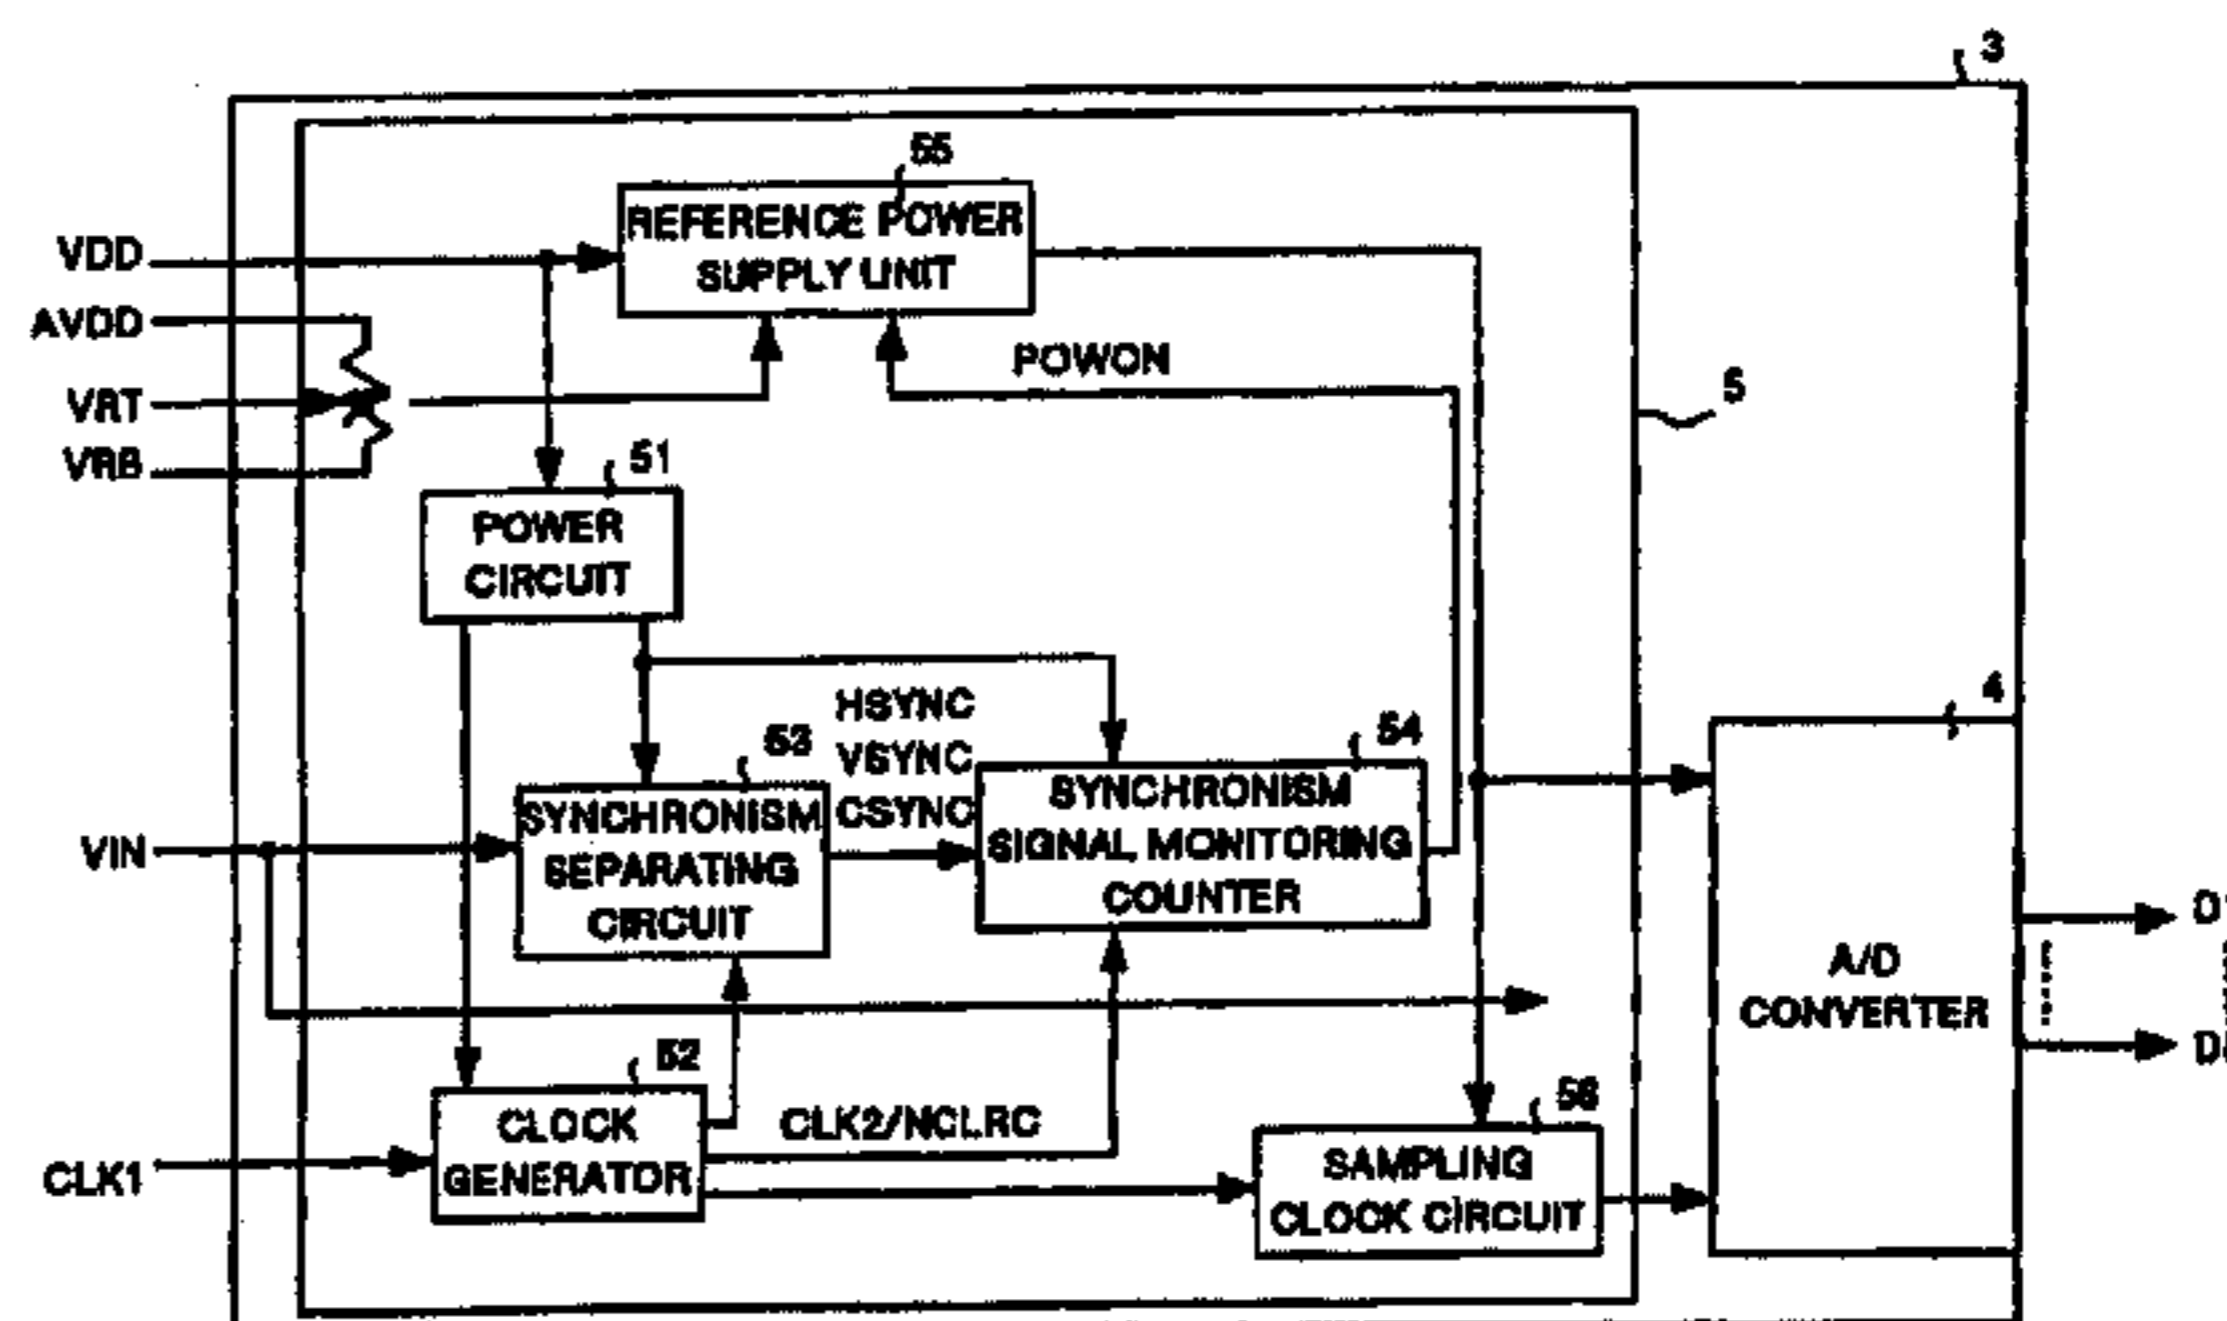 3
55
REFERENCE POWER
SUPPLY UNIT
VDD
AVDD
VRT
VRB
POWON
5
51
POWER
CIRCUIT
HSYNC
VSYNC
CSYNC
53
SYNCHRONISM
SEPARATING
CIRCUIT
54
SYNCHRONISM
SIGNAL MONITORING
COUNTER
4
A/D
CONVERTER
VIN
52
CLOCK
GENERATOR
CLK2/NCLRC
CLK1
56
SAMPLING
CLOCK CIRCUIT